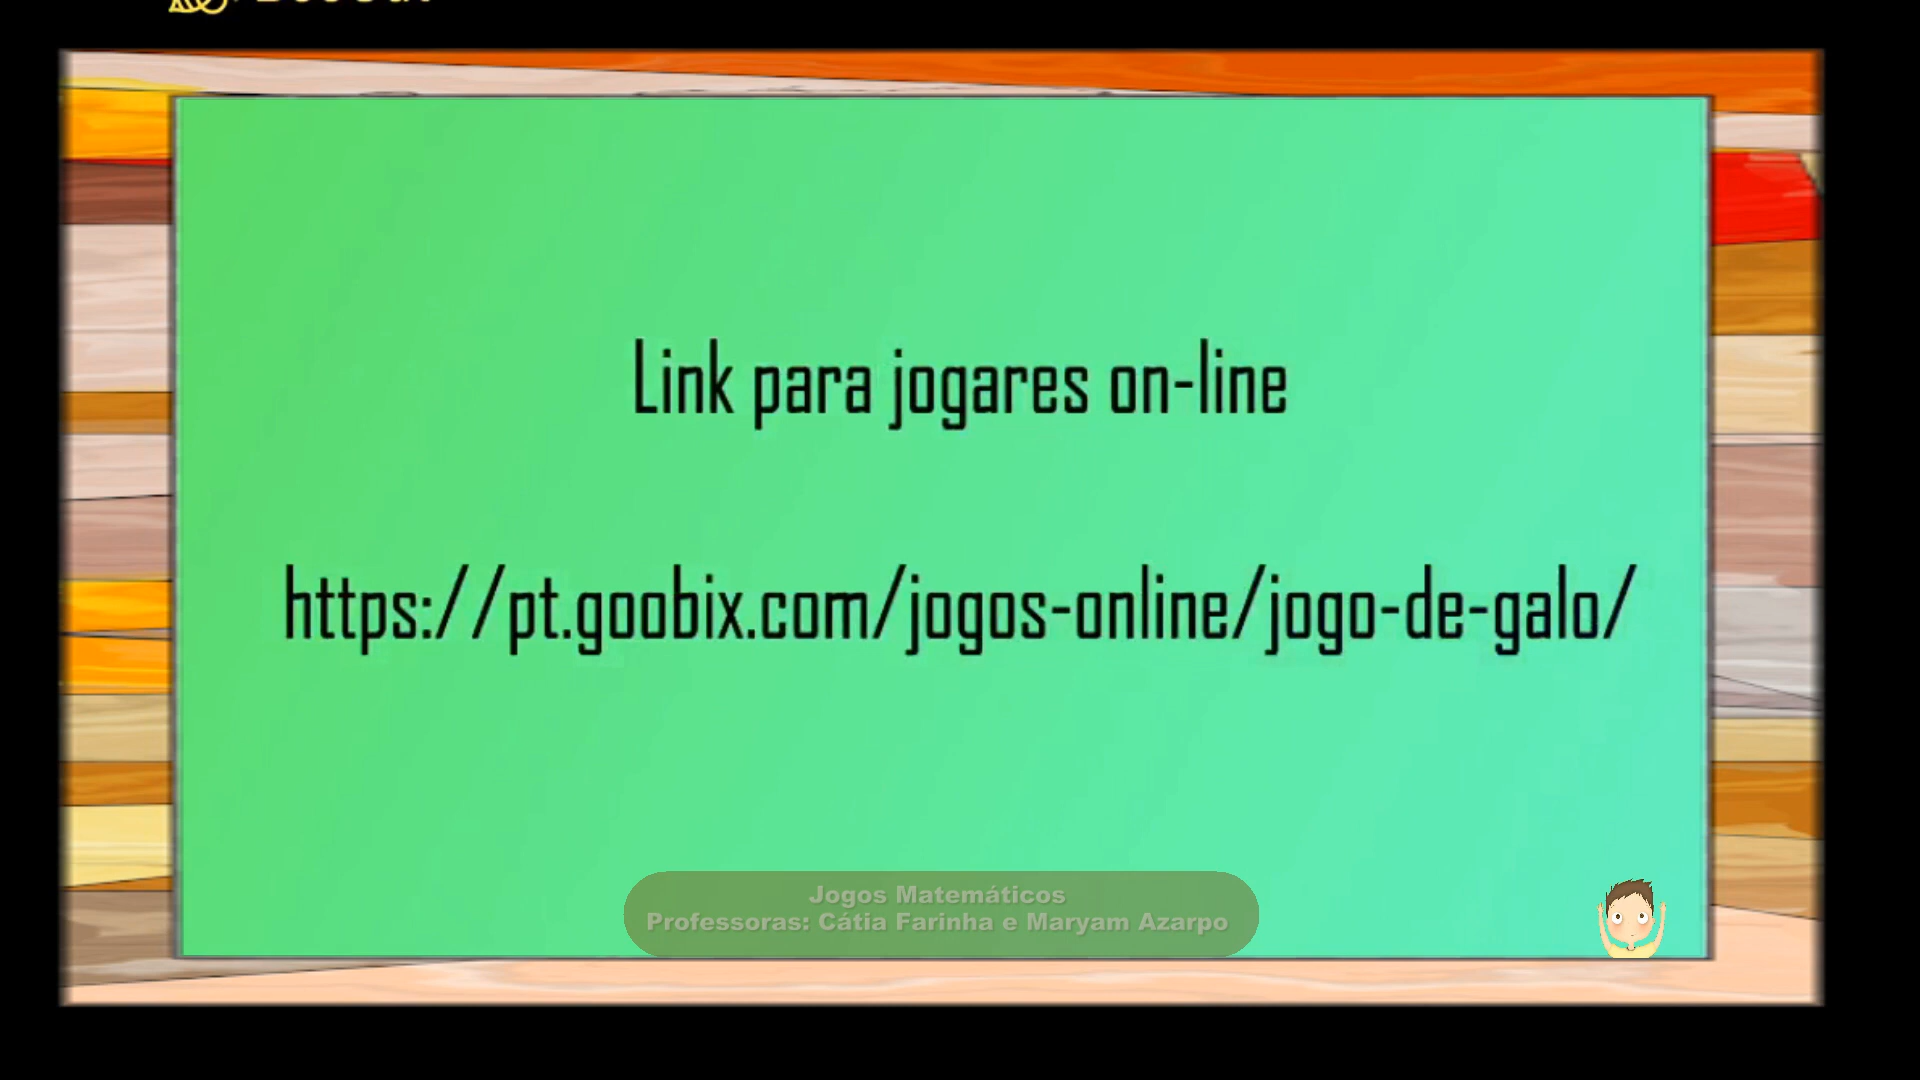 Link para jogares on-line
https://pt.goobix.com/jogos-online/jogo-de-galo/
Jogos Matemáticos
Professoras: Cátia Farinha e Maryam Azarpo